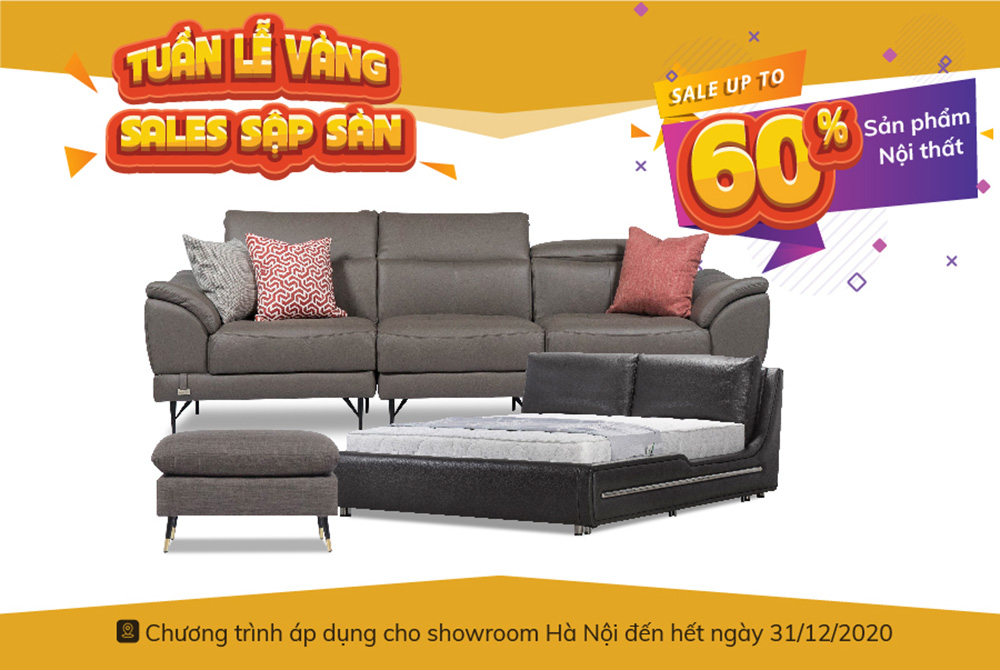 TUẦN LỄ VÀNG
SALES SẬP SÀN
SALE UP TO
60%
Sản phẩm
Nội thất
Chương trình áp dụng cho showroom Hà Nội đến hết ngày 31/12/2020